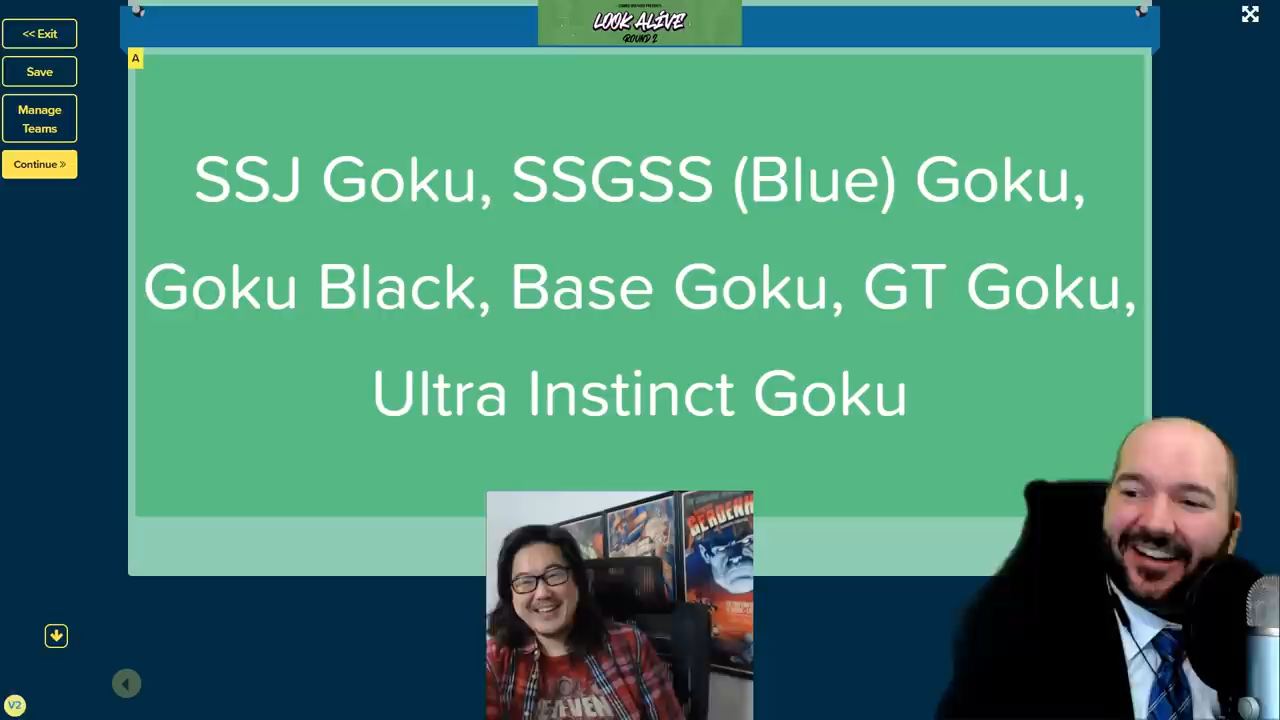 << Exit
Save
Manage
Teams
Continue »
LOOK ALIVE
ROUND 2
A
SSJ Goku, SSGSS (Blue) Goku,
Goku Black, Base Goku, GT Goku,
Ultra Instinct Goku
V2